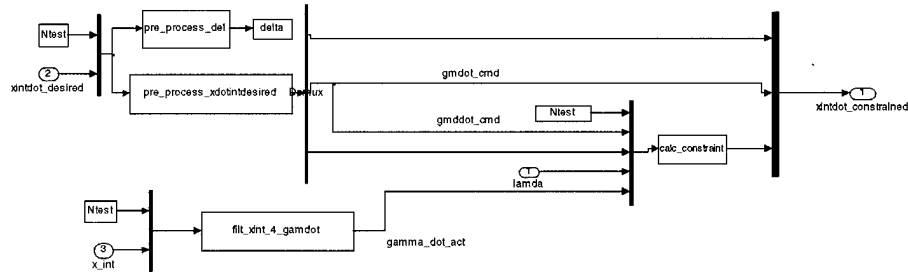 pre_process_del
delta
Ntest
2
xintdot_desired
pre_process_xdotintdesired
Demux
gmdot_cmd
1
xintdot_constrained
Ntest
gmddot_cmd
calc_constraint
1
lamda
Ntest
filt_xint_4_gamdot
gamma_dot_act
3
x_int